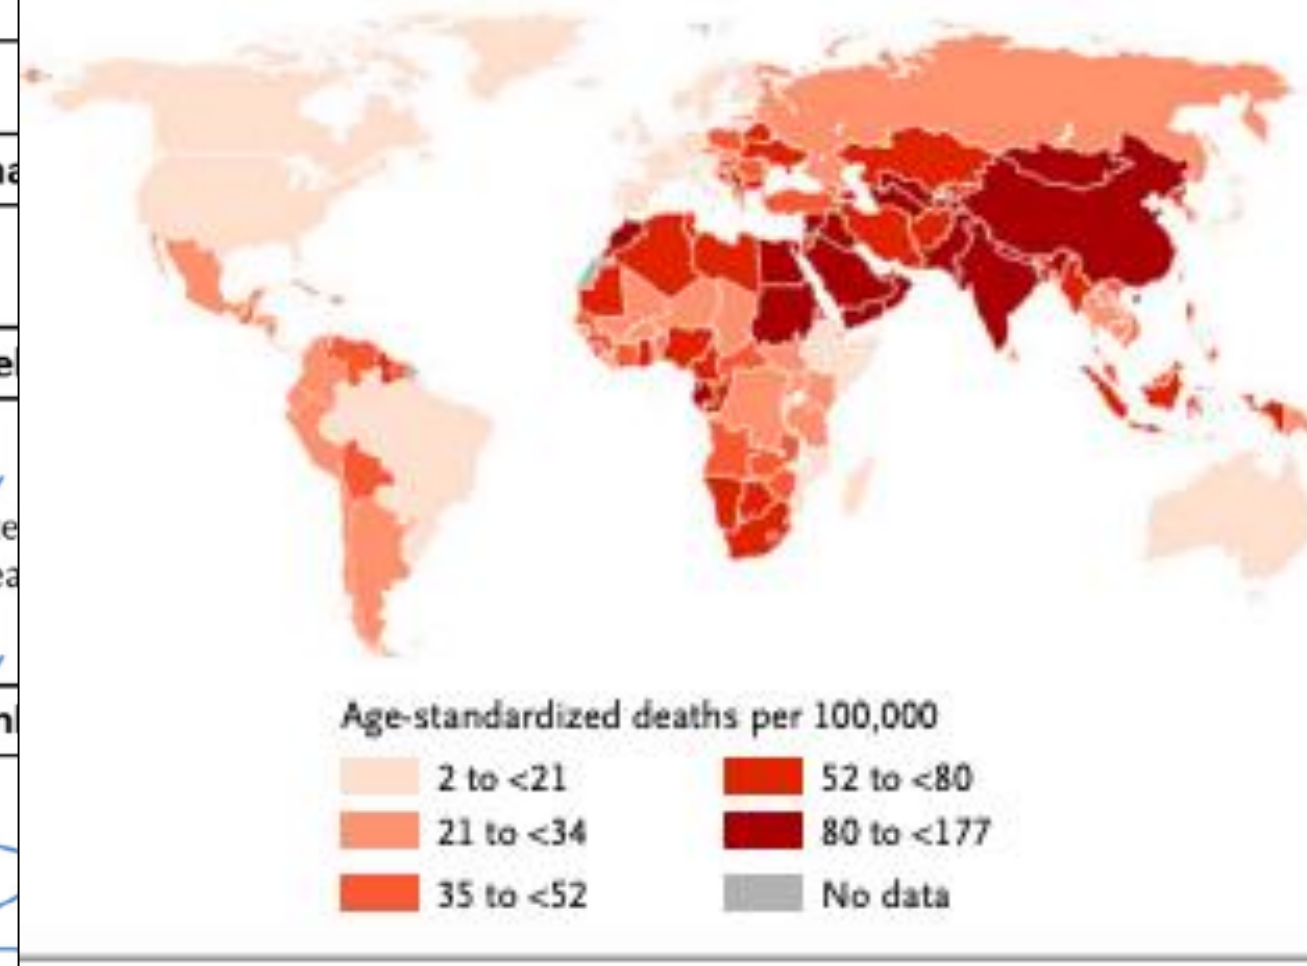 Age-standardized deaths per 100,000
2 to <21
21 to <34
35 to <52
52 to <80
80 to <177
No data